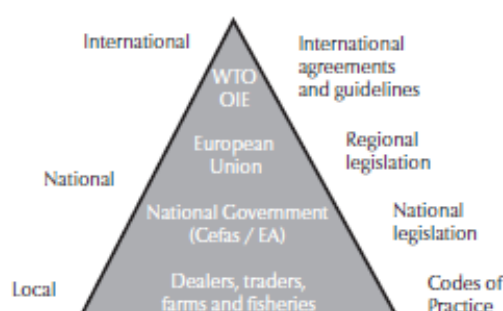 International
International
agreements
and guidelines
WTO
OIE
European
Union
Regional
legislation
National
National Government
(Cefas / EA)
National
legislation
Local
Dealers, traders,
farms and fisheries
Codes of
Practice